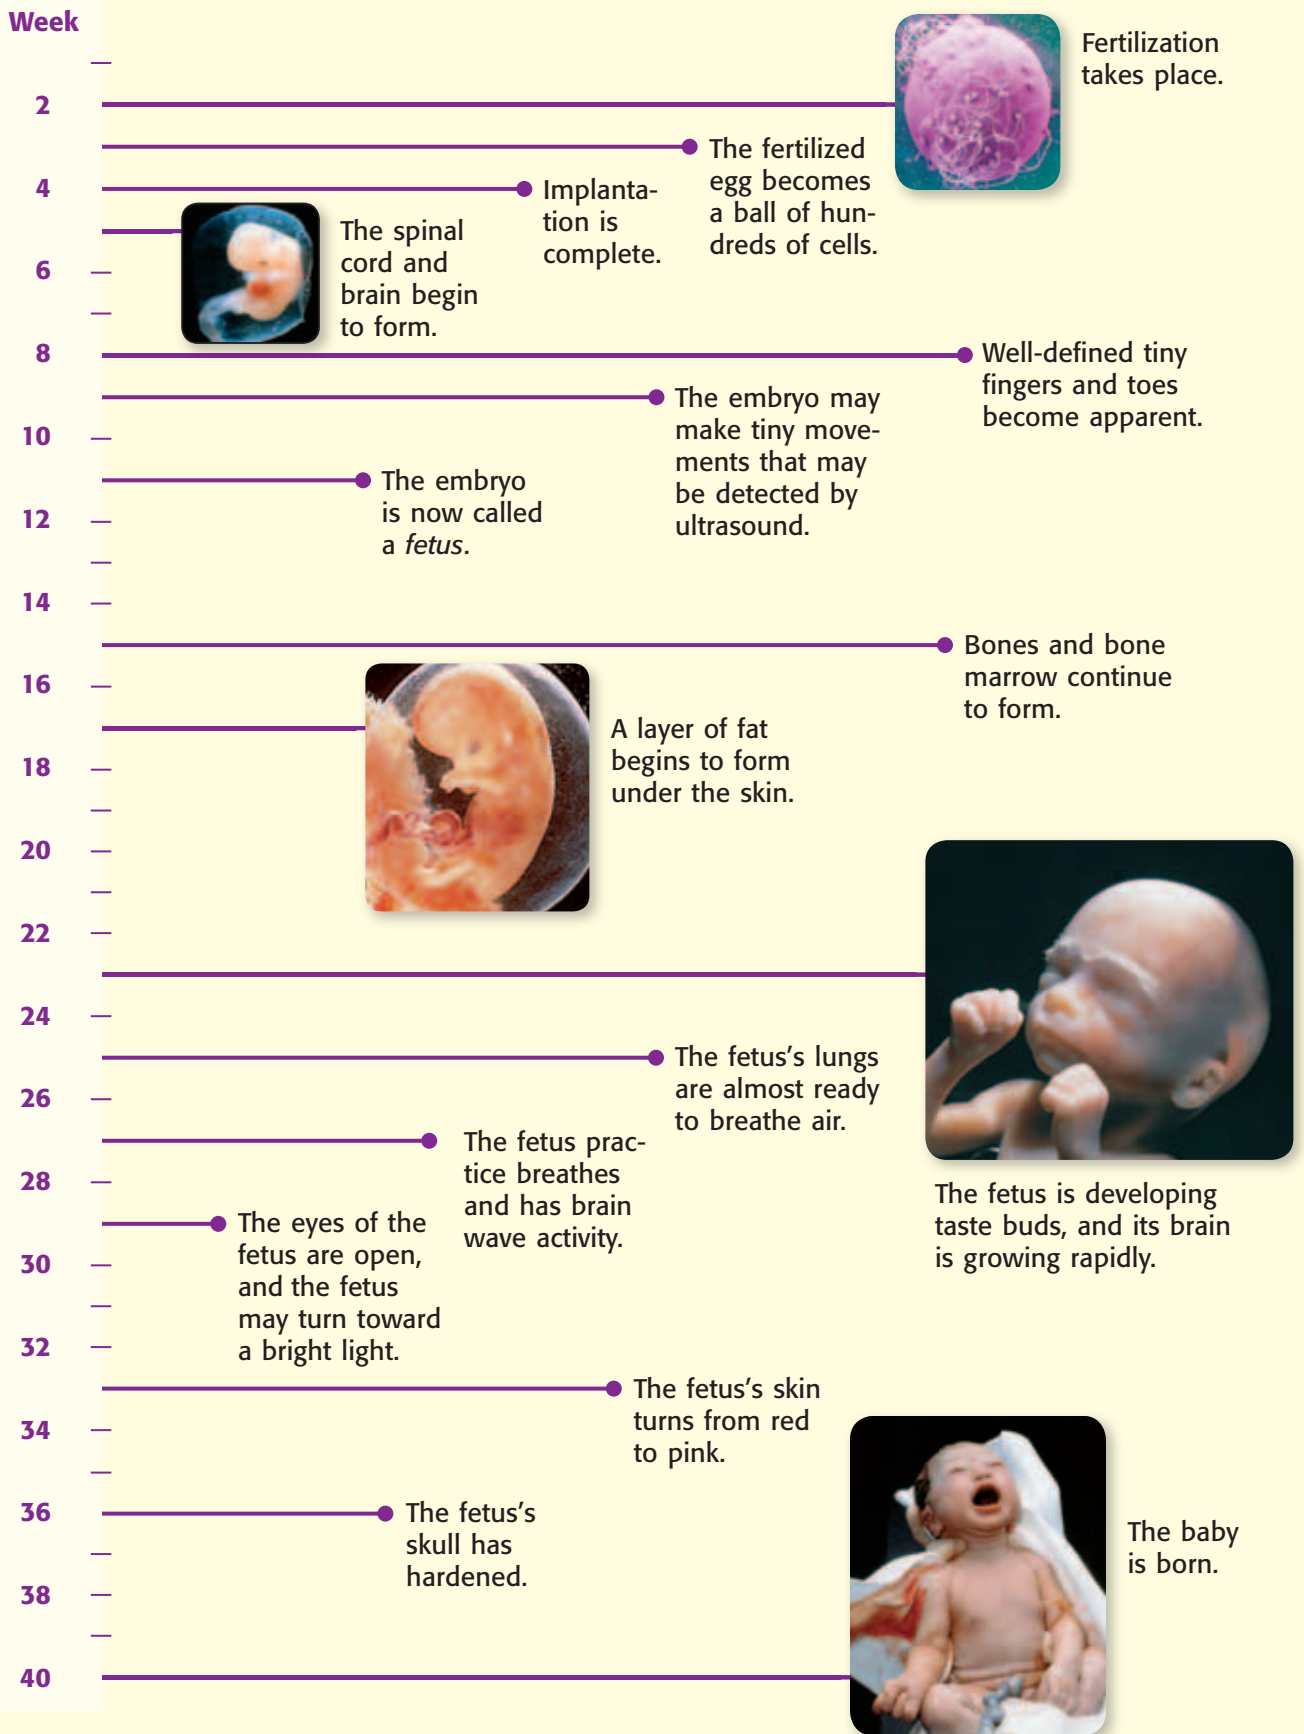 Week
Fertilization
takes place.
2
The fertilized
egg becomes
a ball of hun-
dreds of cells.
4
Implanta-
tion is
complete.
The spinal
cord and
brain begin
to form.
6
8
Well-defined tiny
fingers and toes
become apparent.
The embryo may
make tiny move-
ments that may
be detected by
ultrasound.
10
The embryo
is now called
a fetus.
12
14
Bones and bone
marrow continue
to form.
16
A layer of fat
begins to form
under the skin.
18
20
22
The fetus is developing
taste buds, and its brain
is growing rapidly.
24
The fetus's lungs
are almost ready
to breathe air.
26
The fetus prac-
tice breathes
and has brain
wave activity.
28
The eyes of the
fetus are open,
and the fetus
may turn toward
a bright light.
30
32
The fetus's skin
turns from red
to pink.
34
36
The fetus's
skull has
hardened.
38
The baby
is born.
40